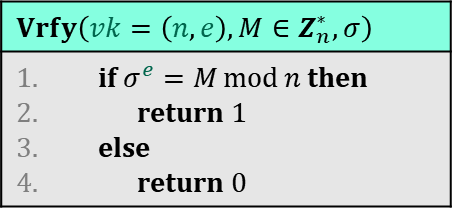 Vrfy(vk = (n, e), M ∈ Z*ₙ, σ)
1. if σᵉ = M mod n then
2. return 1
3. else
4. return 0